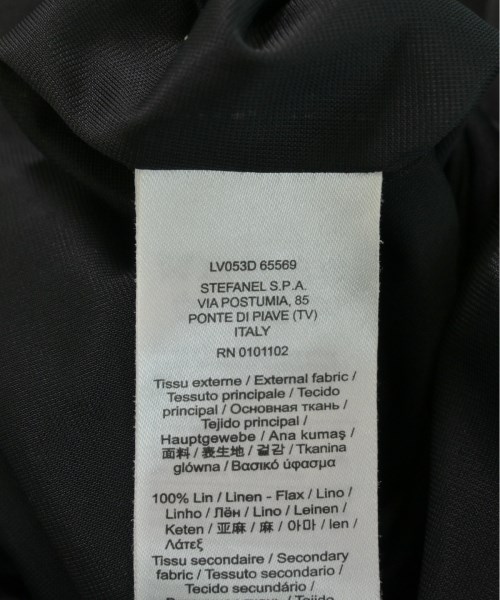 LV053D 65569
STEFANEL S.P.A.
VIA POSTUMIA, 85
PONTE DI PIAVE (TV)
ITALY
RN 0101102
Tissu externe / External fabric /
Tessuto principale / Tecido
principal / Основная ткань /
Tejido principal /
Hauptgewebe / Ana kumaş /
面料 / 表生地 / 겉감 / Tkanina
glówna / Βασικό ύφασμα
100% Lin / Linen - Flax / Lino /
Linho / Лён / Lino / Leinen /
Keten / 亚麻 / 麻 / 아마 / len /
Λάτεξ
Tissu secondaire / Secondary
fabric / Tessuto secondario /
Tecido secundário /